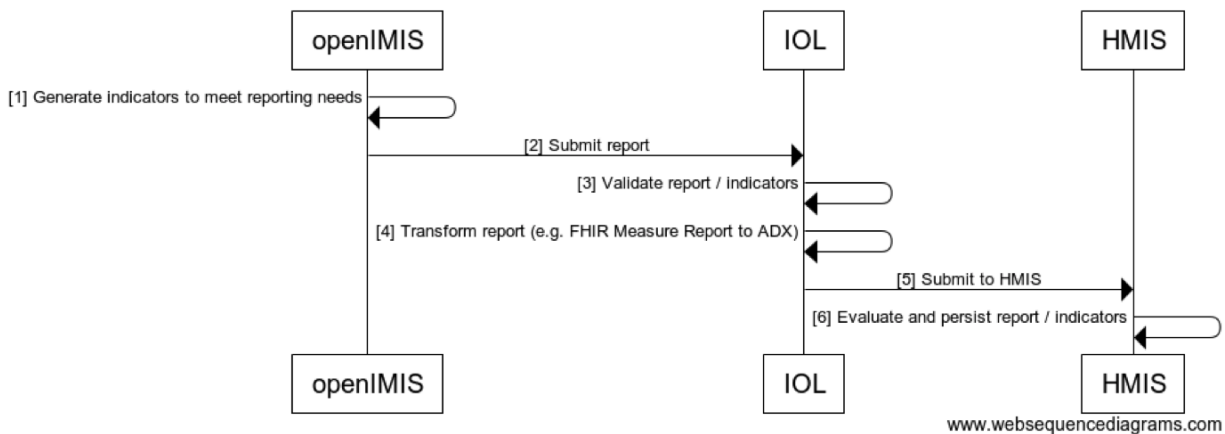 openIMIS
IOL
HMIS
[1] Generate indicators to meet reporting needs
[2] Submit report
[3] Validate report / indicators
[4] Transform report (e.g. FHIR Measure Report to ADX)
[5] Submit to HMIS
[6] Evaluate and persist report / indicators
openIMIS
IOL
HMIS
www.websequencediagrams.com